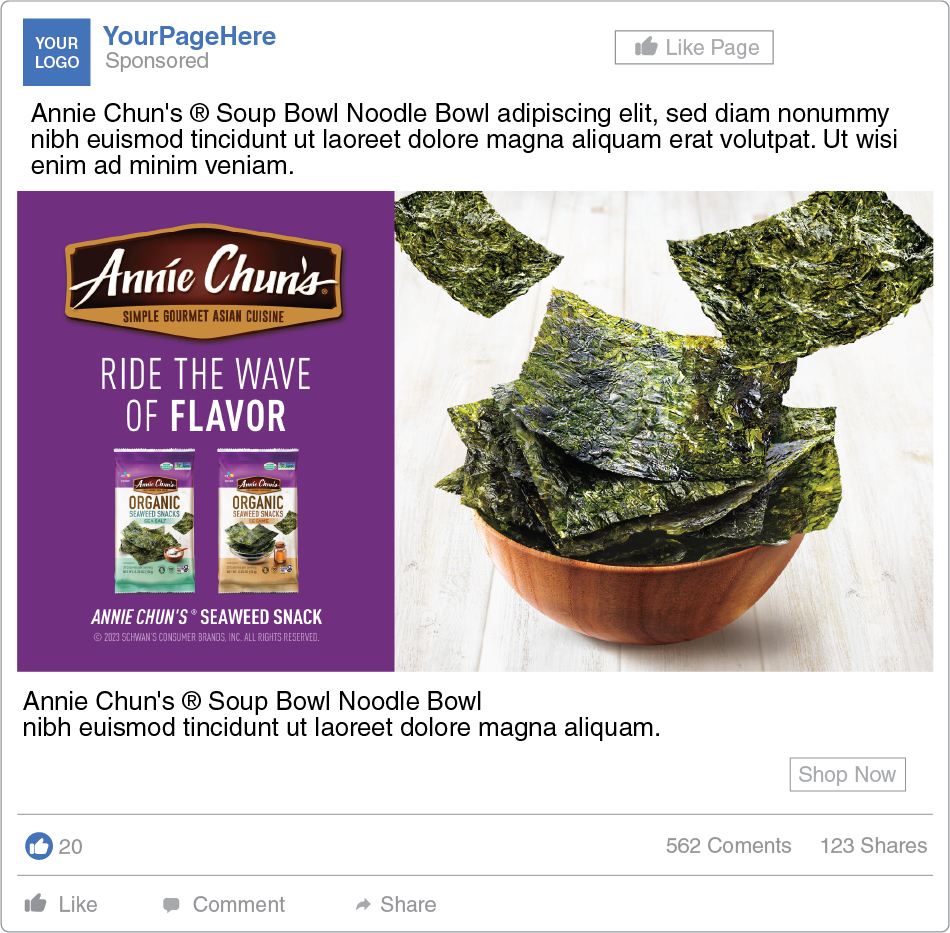 YOUR
LOGO
YourPageHere
Sponsored
Like Page
Annie Chun's ® Soup Bowl Noodle Bowl adipiscing elit, sed diam nonummy
nibh euismod tincidunt ut laoreet dolore magna aliquam erat volutpat. Ut wisi
enim ad minim veniam.
Annie Chun's®
SIMPLE GOURMET ASIAN CUISINE
RIDE THE WAVE
OF FLAVOR
Annie Chun's
ORGANIC
SEAWEED SNACKS
SEA SALT
Annie Chun's
ORGANIC
SEAWEED SNACKS
SESAME
ANNIE CHUN'S ® SEAWEED SNACK
© 2023 SCHWAN'S CONSUMER BRANDS, INC. ALL RIGHTS RESERVED.
Annie Chun's ® Soup Bowl Noodle Bowl
nibh euismod tincidunt ut laoreet dolore magna aliquam.
Shop Now
20
562 Coments
123 Shares
Like
Comment
Share